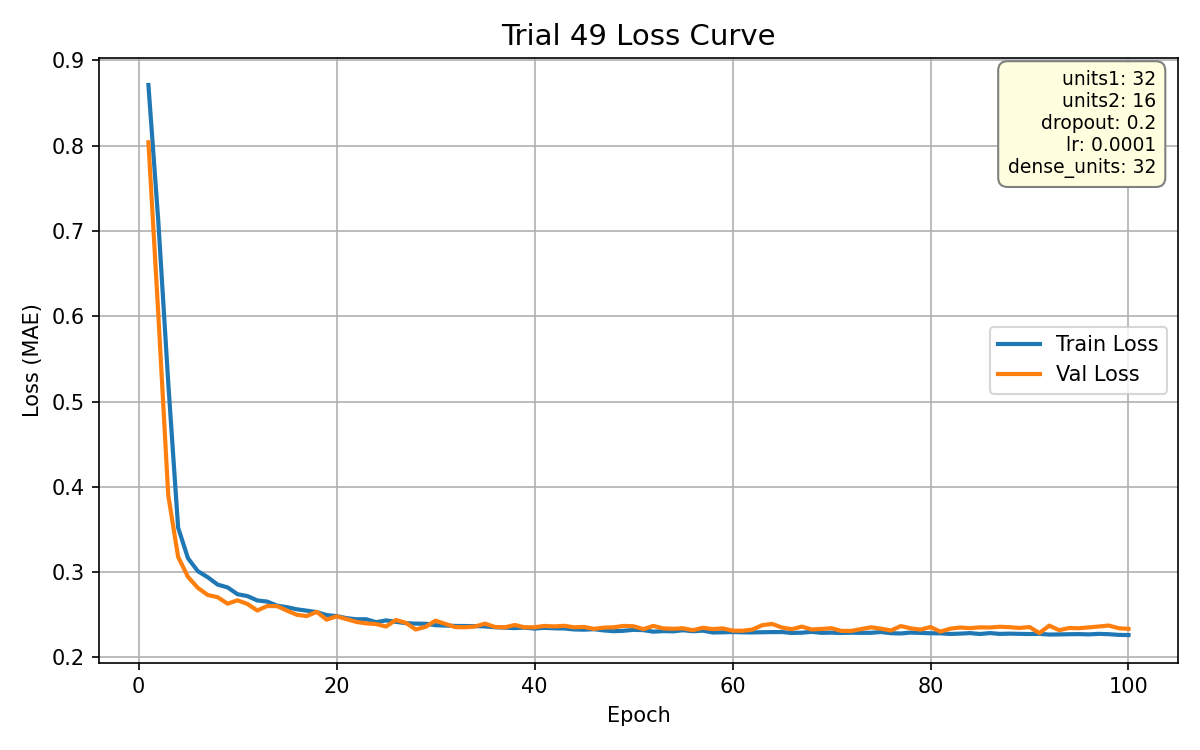 Trial 49 Loss Curve
units1: 32
units2: 16
dropout: 0.2
lr: 0.0001
dense_units: 32
Train Loss
Val Loss
Loss (MAE)
0.9
0.8
0.7
0.6
0.5
0.4
0.3
0.2
0 20 40 60 80 100
Epoch